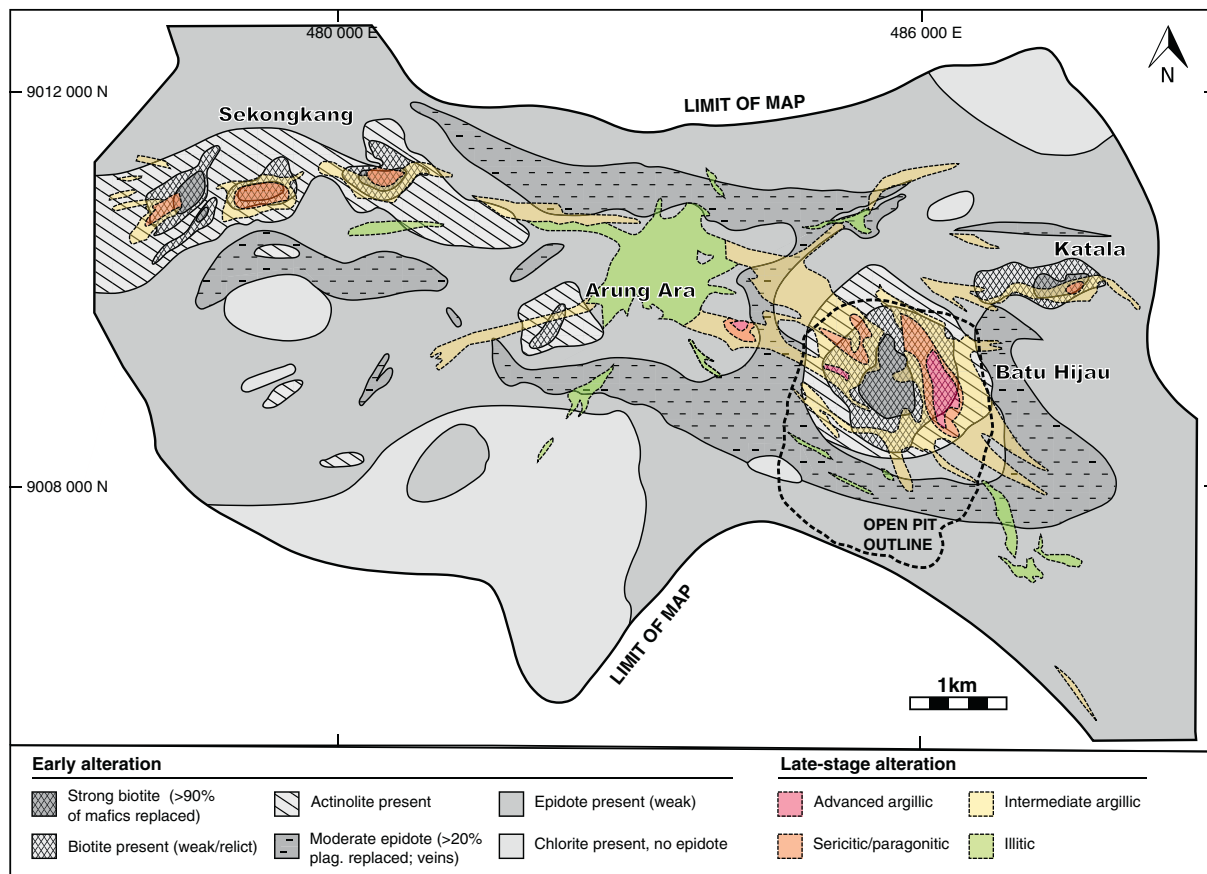 480 000 E
486 000 E
9012 000 N
N
LIMIT OF MAP
Sekongkang
Katala
Arung Ara
Batu Hijau
9008 000 N
OPEN PIT
OUTLINE
LIMIT OF MAP
1km
Early alteration
Strong biotite (>90%
of mafics replaced)
Biotite present (weak/relict)
Actinolite present
Moderate epidote (>20%
plag. replaced; veins)
Epidote present (weak)
Chlorite present, no epidote
Late-stage alteration
Advanced argillic
Sericitic/paragonitic
Intermediate argillic
Illitic